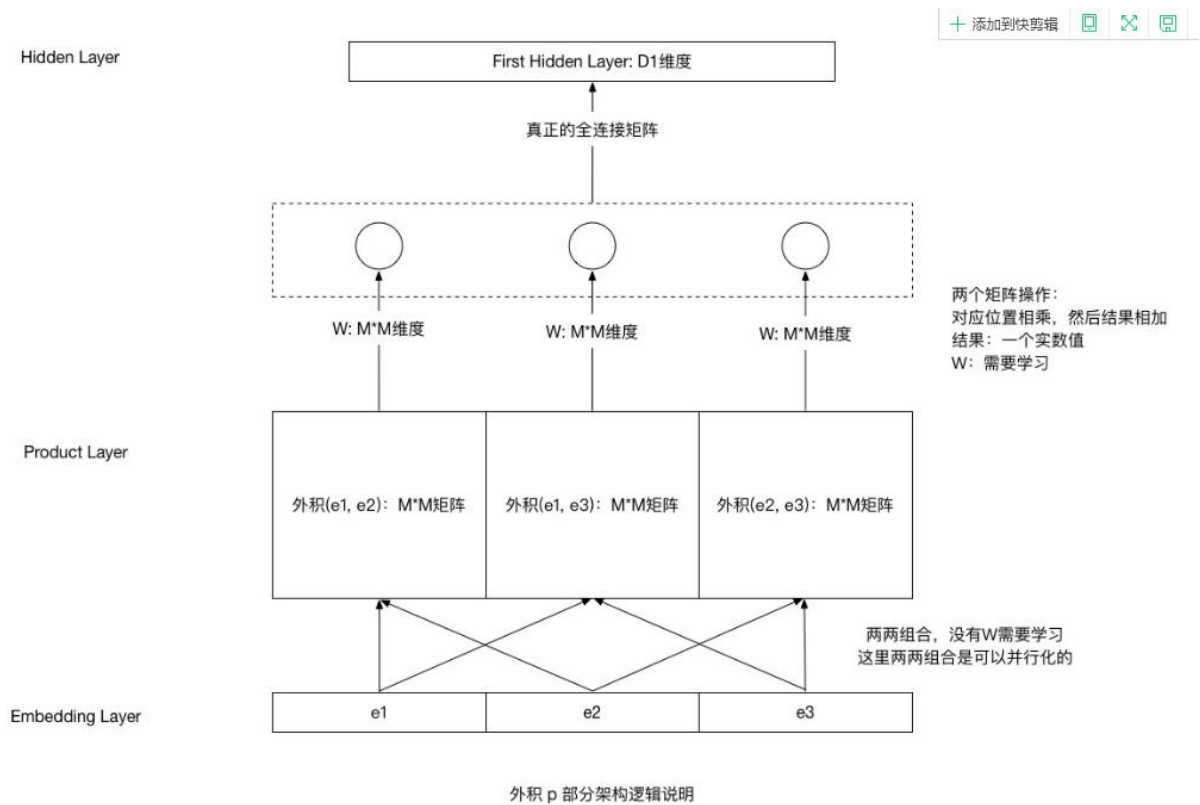 添加到快剪辑
Hidden Layer
First Hidden Layer: D1维度
真正的全连接矩阵
W: M*M维度
W: M*M维度
W: M*M维度
两个矩阵操作：
对应位置相乘，然后结果相加
结果：一个实数值
W：需要学习
Product Layer
外积(e1, e2)：M*M矩阵
外积(e1, e3)：M*M矩阵
外积(e2, e3)：M*M矩阵
两两组合，没有W需要学习
这里两两组合是可以并行化的
Embedding Layer
e1
e2
e3
外积 p 部分架构逻辑说明